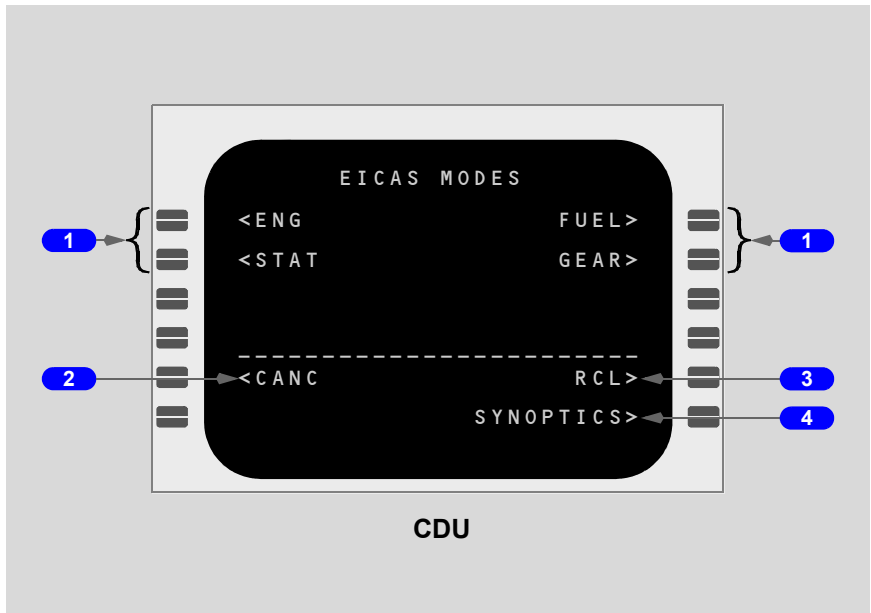 EICAS MODES
<ENG FUEL>
1 1
<STAT GEAR>
--------------------
2 <CANC RCL> 3
SYNOPTICS> 4
CDU